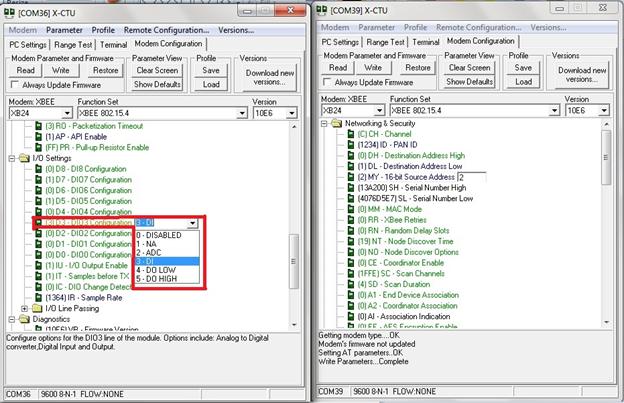 [COM36] X-CTU
Modem Parameter Profile Remote Configuration... Versions...
PC Settings Range Test Terminal Modem Configuration
Modem Parameter and Firmware Parameter View Profile Versions
Read Write Restore Clear Screen Save Download new versions...
Always Update Firmware Show Defaults Load
Modem: XBEE Function Set Version
XB24 XBEE 802.15.4 10E6
(3) RO - Packetization Timeout
(1) AP - API Enable
(FF) PR - Pull-up Resistor Enable
I/O Settings
(0) D8 - DI8 Configuration
(0) D7 - DIO7 Configuration
(0) D6 - DIO6 Configuration
(0) D5 - DIO5 Configuration
(0) D4 - DIO4 Configuration
(3) D3 - DIO3 Configuration 3 - DI
(0) D2 - DIO2 Configuration
(0) D1 - DIO1 Configuration
(0) D0 - DIO0 Configuration
(1) IU - I/O Output Enable
(1) IT - Samples before TX
(0) IC - DIO Change Detect
(1364) IR - Sample Rate
0 - DISABLED
1 - NA
2 - ADC
3 - DI
4 - DO LOW
5 - DO HIGH
I/O Line Passing
Diagnostics
(10E6) VR - Firmware Version
Configure options for the DIO3 line of the module. Options include: Analog to Digital
converter,Digital Input and Output.
COM36 9600 8-N-1 FLOW:NONE
[COM39] X-CTU
Modem Parameter Profile Remote Configuration... Versions...
PC Settings Range Test Terminal Modem Configuration
Modem Parameter and Firmware Parameter View Profile Versions
Read Write Restore Clear Screen Save Download new versions...
Always Update Firmware Show Defaults Load
Modem: XBEE Function Set Version
XB24 XBEE 802.15.4 10E6
Networking & Security
(C) CH - Channel
(1234) ID - PAN ID
(0) DH - Destination Address High
(1) DL - Destination Address Low
(2) MY - 16-bit Source Address 2
(13A200) SH - Serial Number High
(4076D5E7) SL - Serial Number Low
(0) MM - MAC Mode
(0) RR - XBee Retries
(0) RN - Random Delay Slots
(19) NT - Node Discover Time
(0) NO - Node Discover Options
(0) CE - Coordinator Enable
(1FFE) SC - Scan Channels
(4) SD - Scan Duration
(0) A1 - End Device Association
(0) A2 - Coordinator Association
(0) AI - Association Indication
(0) EE - AES Encryption Enable
Getting modem type....OK
Modem's firmware not updated
Setting AT parameters..OK
Write Parameters...Complete
COM39 9600 8-N-1 FLOW:NONE